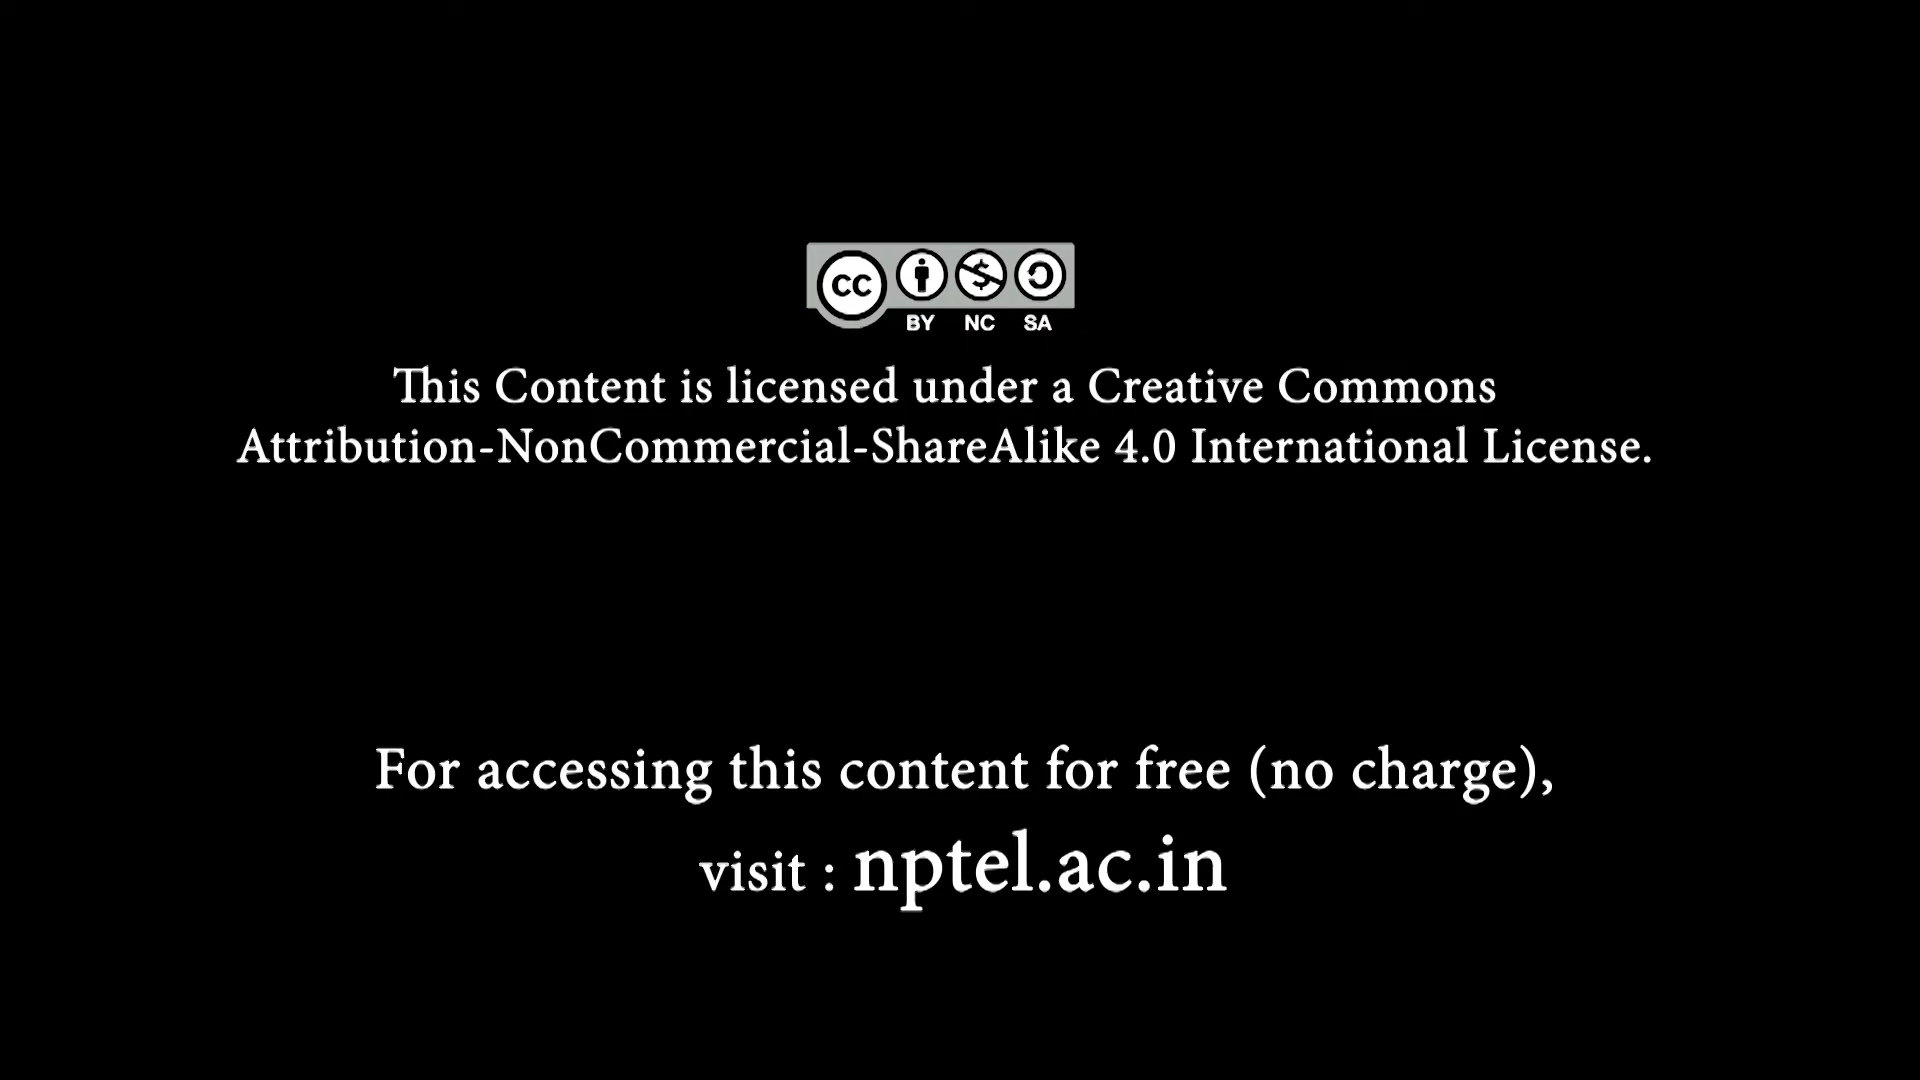 CC BY NC SA
This Content is licensed under a Creative Commons
Attribution-NonCommercial-ShareAlike 4.0 International License.
For accessing this content for free (no charge),
visit : nptel.ac.in